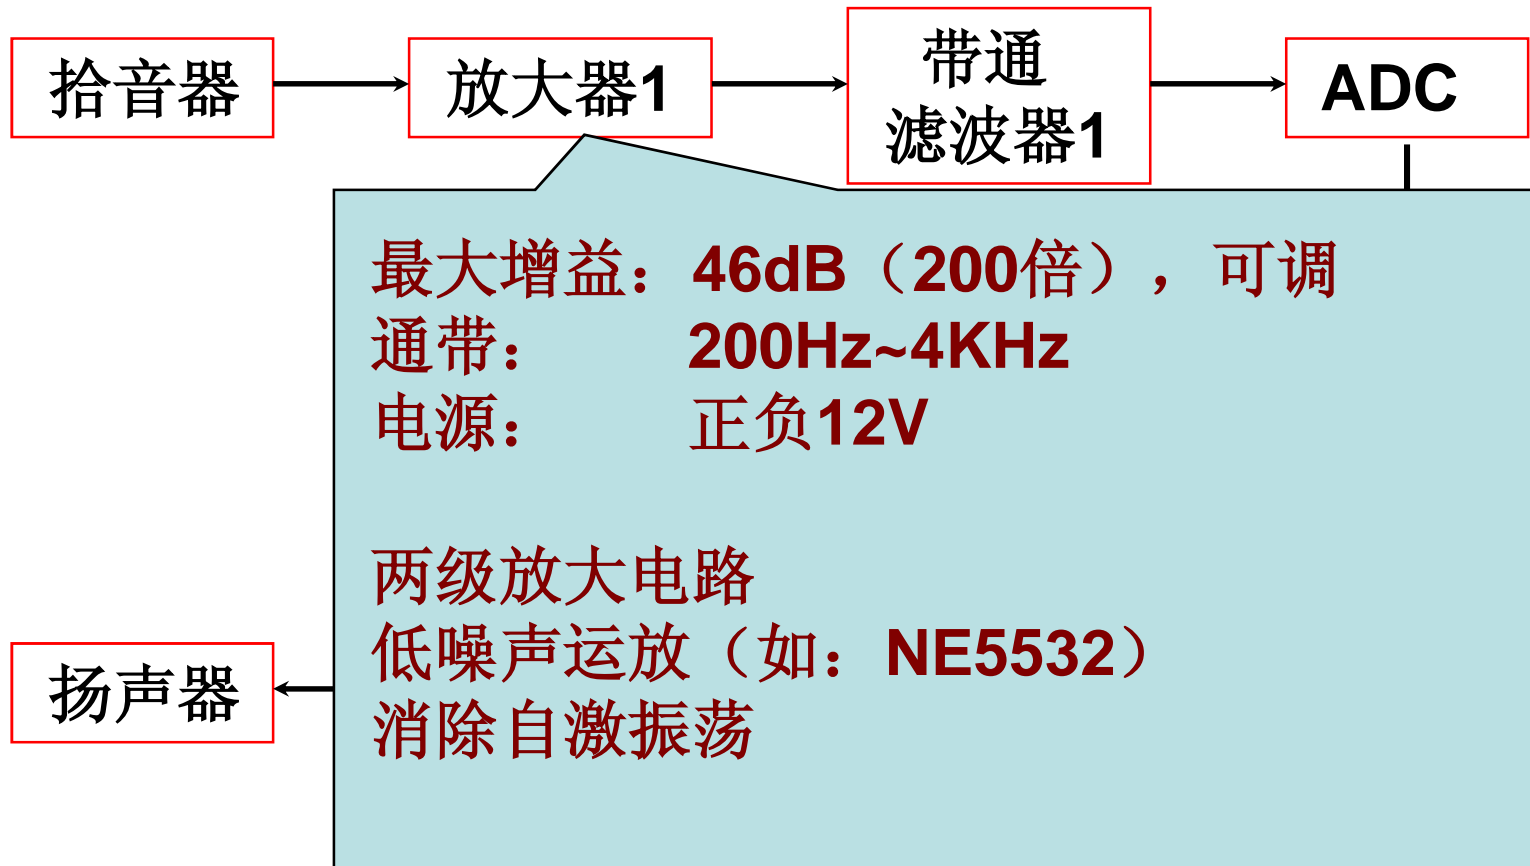 拾音器
放大器1
带通
滤波器1
ADC
最大增益：46dB（200倍），可调
通带： 200Hz~4KHz
电源： 正负12V
两级放大电路
低噪声运放（如：NE5532）
消除自激振荡
扬声器